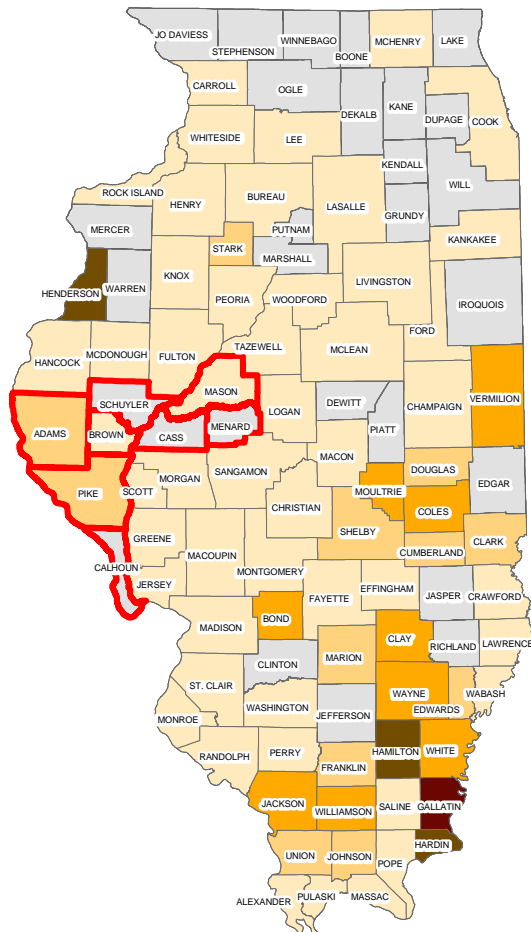 JO DAVIESS
STEPHENSON
WINNEBAGO
BOONE
MCHENRY
LAKE
CARROLL
OGLE
DEKALB
KANE
DUPAGE
COOK
WHITESIDE
LEE
KENDALL
WILL
ROCK ISLAND
HENRY
BUREAU
LASALLE
GRUNDY
MERCER
PUTNAM
KANKAKEE
STARK
MARSHALL
HENDERSON
WARREN
KNOX
PEORIA
WOODFORD
LIVINGSTON
IROQUOIS
FORD
HANCOCK
MCDONOUGH
FULTON
TAZEWELL
MCLEAN
VERMILION
SCHUYLER
MASON
LOGAN
DEWITT
CHAMPAIGN
ADAMS
BROWN
CASS
MENARD
PIATT
MACON
PIKE
SCOTT
MORGAN
SANGAMON
DOUGLAS
EDGAR
MOULTRIE
COLES
CHRISTIAN
GREENE
SHELBY
CLARK
CUMBERLAND
MACOUPIN
CALHOUN
MONTGOMERY
JERSEY
FAYETTE
EFFINGHAM
JASPER
CRAWFORD
MADISON
BOND
CLAY
RICHLAND
LAWRENCE
CLINTON
MARION
ST. CLAIR
WAYNE
WABASH
EDWARDS
WASHINGTON
JEFFERSON
MONROE
RANDOLPH
PERRY
HAMILTON
WHITE
FRANKLIN
JACKSON
WILLIAMSON
SALINE
GALLATIN
UNION
JOHNSON
POPE
HARDIN
ALEXANDER
PULASKI
MASSAC